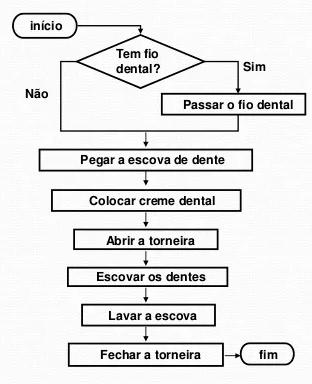 início
Tem fio
dental?
Sim
Não
Passar o fio dental
Pegar a escova de dente
Colocar creme dental
Abrir a torneira
Escovar os dentes
Lavar a escova
Fechar a torneira
fim